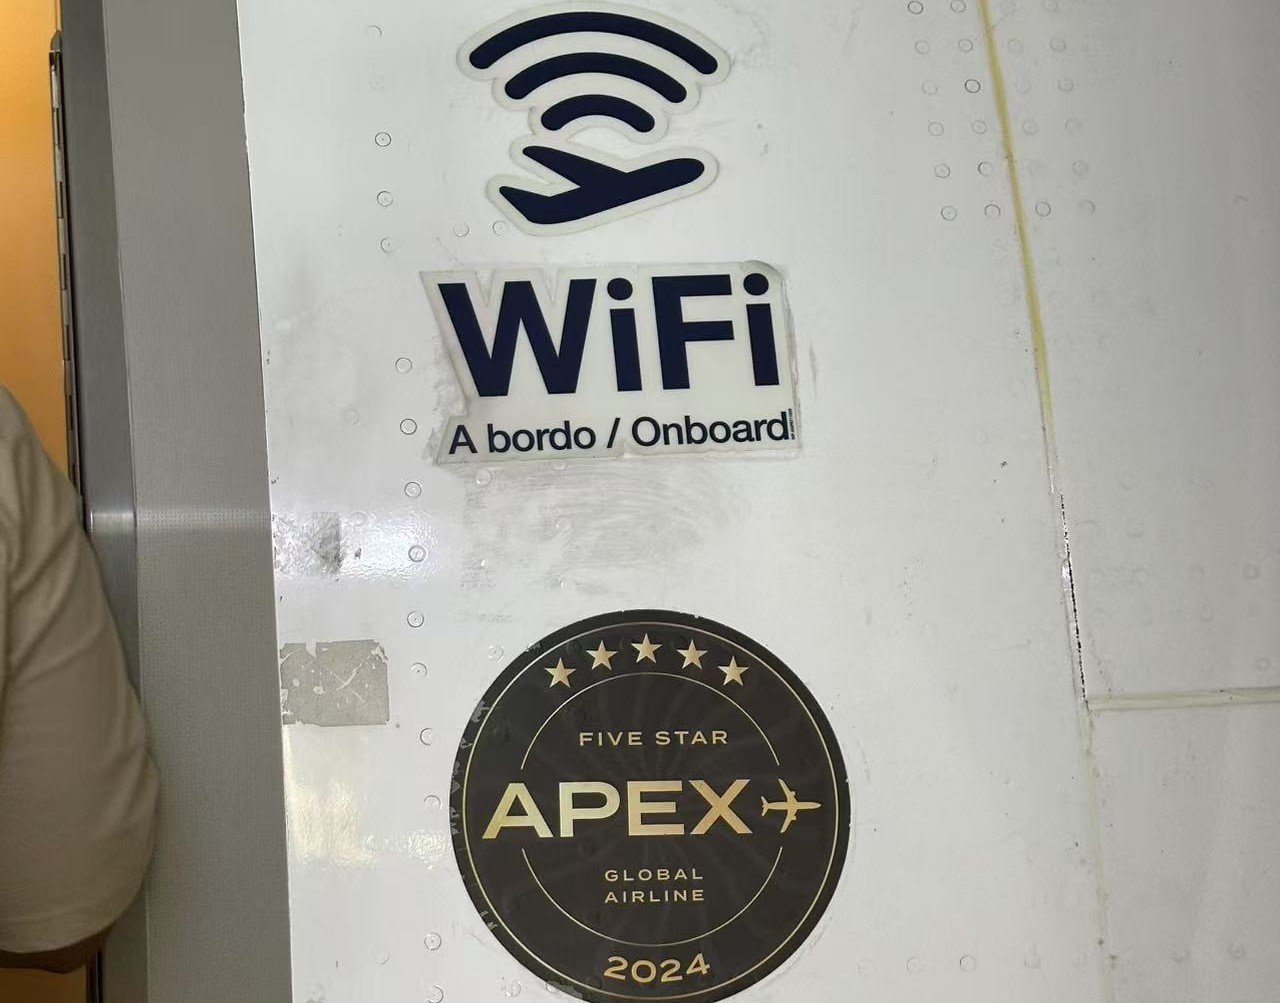 WiFi
A bordo / Onboard
FIVE STAR
APEX
GLOBAL
AIRLINE
2024